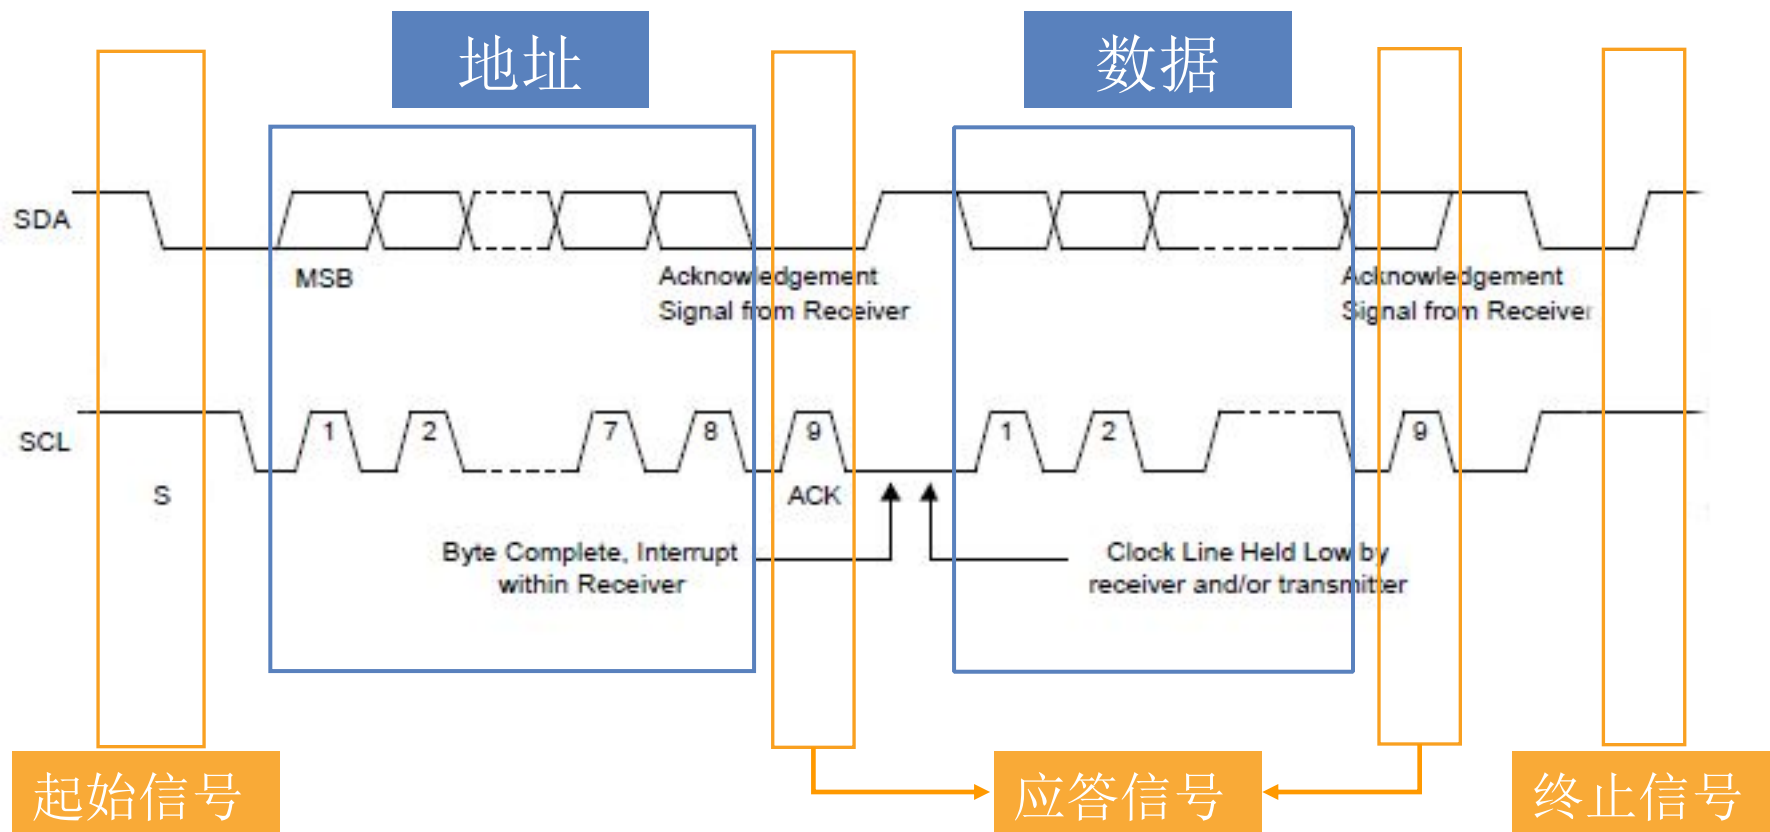 地址
数据
SDA
MSB
Acknowledgement
Signal from Receiver
Acknowledgement
Signal from Receiver
SCL
1
2
7
8
9
1
2
9
S
ACK
Byte Complete, Interrupt
within Receiver
Clock Line Held Low by
receiver and/or transmitter
起始信号
应答信号
终止信号